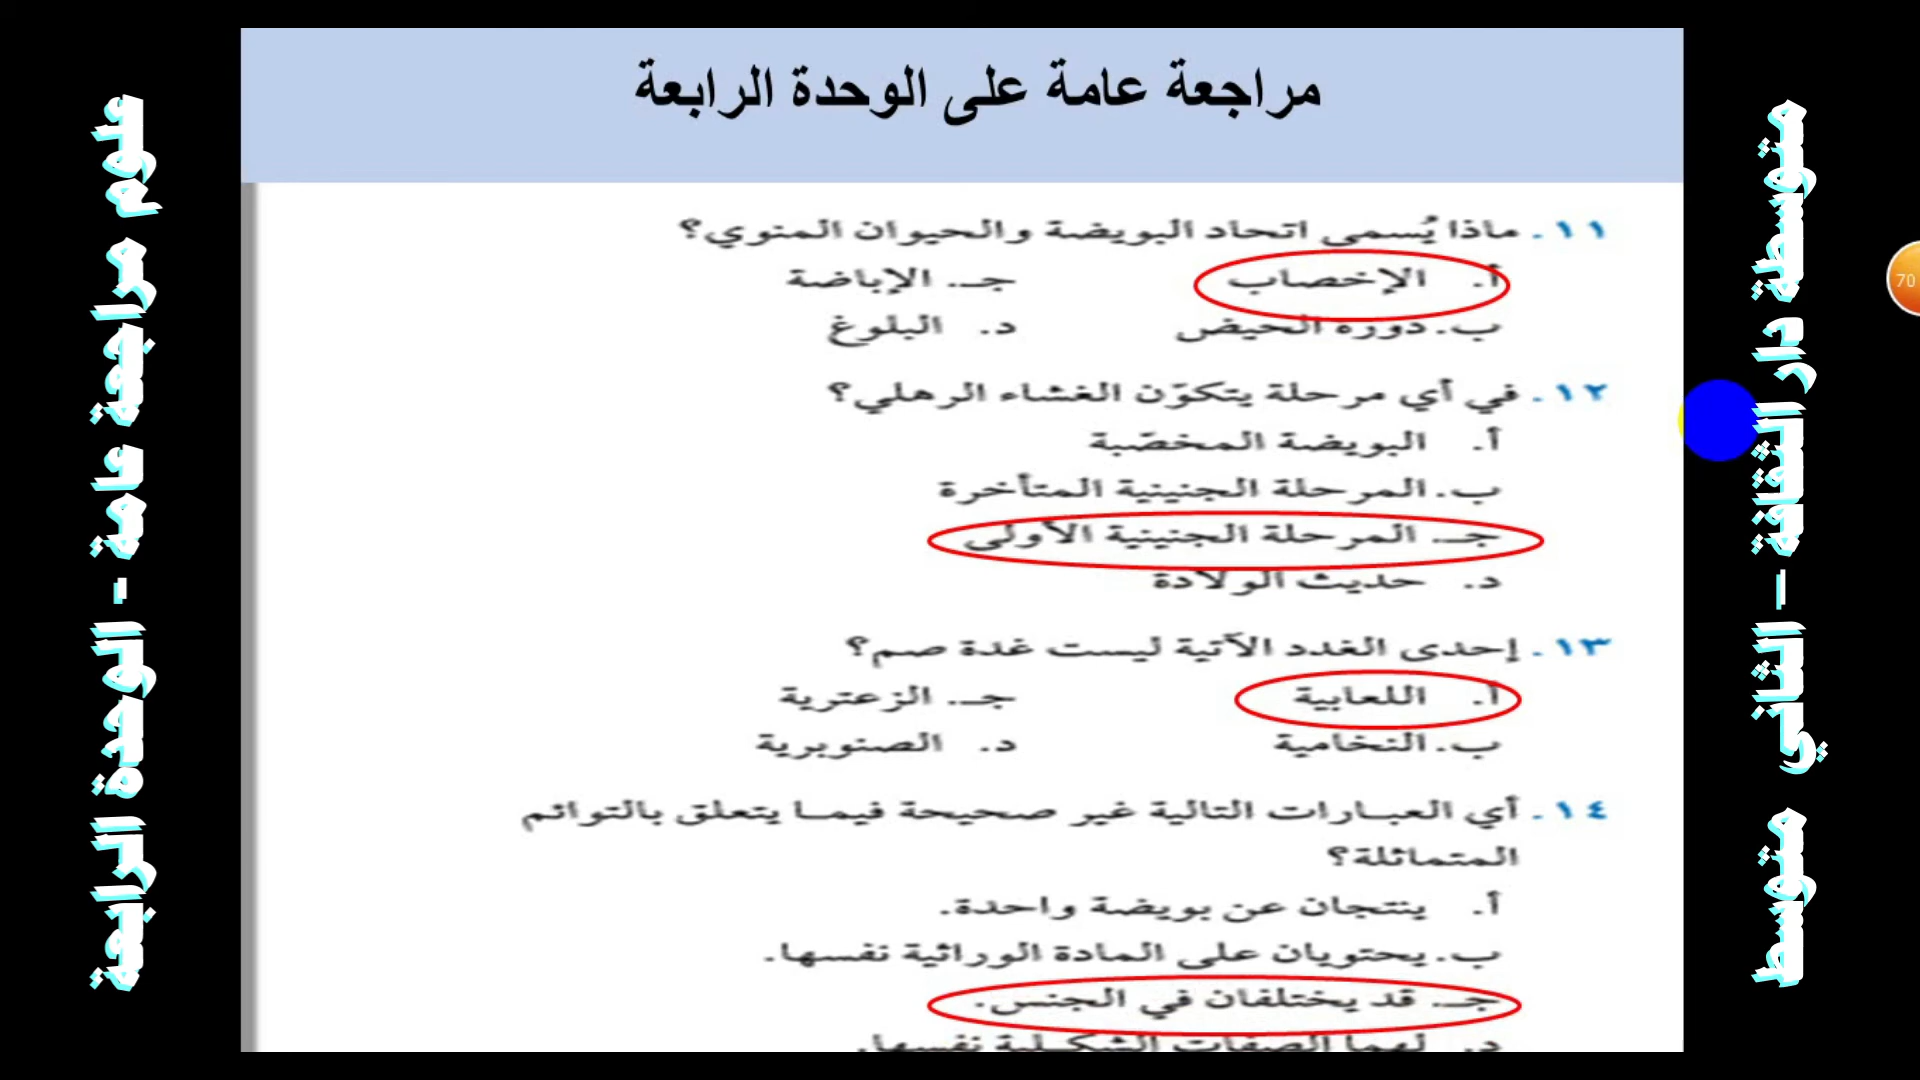 مراجعة عامة على الوحدة الرابعة
١١. ماذا يُسمى اتحاد البويضة والحيوان المنوي؟
أ. الإخصاب جـ. الإباضة
ب. دورة الحيض د. البلوغ
١٢. في أي مرحلة يتكوّن الغشاء الرهلي؟
أ. البويضة المخصّبة
ب. المرحلة الجنينية المتأخرة
جـ. المرحلة الجنينية الأولى
د. حديث الولادة
١٣. إحدى الغدد الآتية ليست غدة صم؟
أ. اللعابية جـ. الزعترية
ب. النخامية د. الصنوبرية
١٤. أي العبارات التالية غير صحيحة فيما يتعلق بالتوائم
المتماثلة؟
أ. ينتجان عن بويضة واحدة.
ب. يحتويان على المادة الوراثية نفسها.
جـ. قد يختلفان في الجنس.
د. لهما الصفات الشكلية نفسها.
متوسطة دار الثقافة – الثاني متوسط
علوم مراجعة عامة - الوحدة الرابعة
70